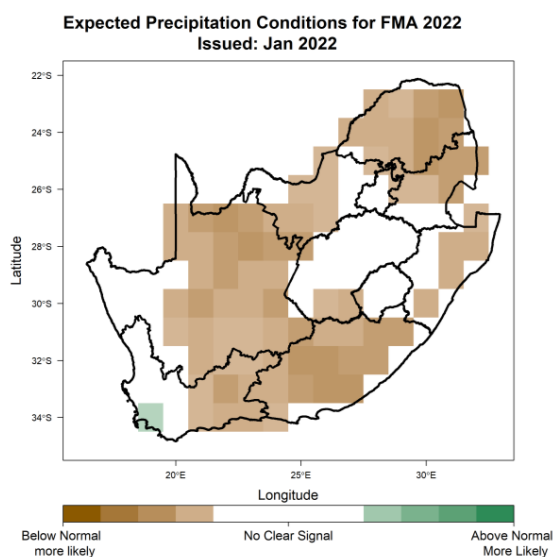 Expected Precipitation Conditions for FMA 2022
Issued: Jan 2022
22°S
24°S
26°S
28°S
30°S
32°S
34°S
Latitude
20°E 25°E 30°E
Longitude
Below Normal
more likely
No Clear Signal
Above Normal
More Likely